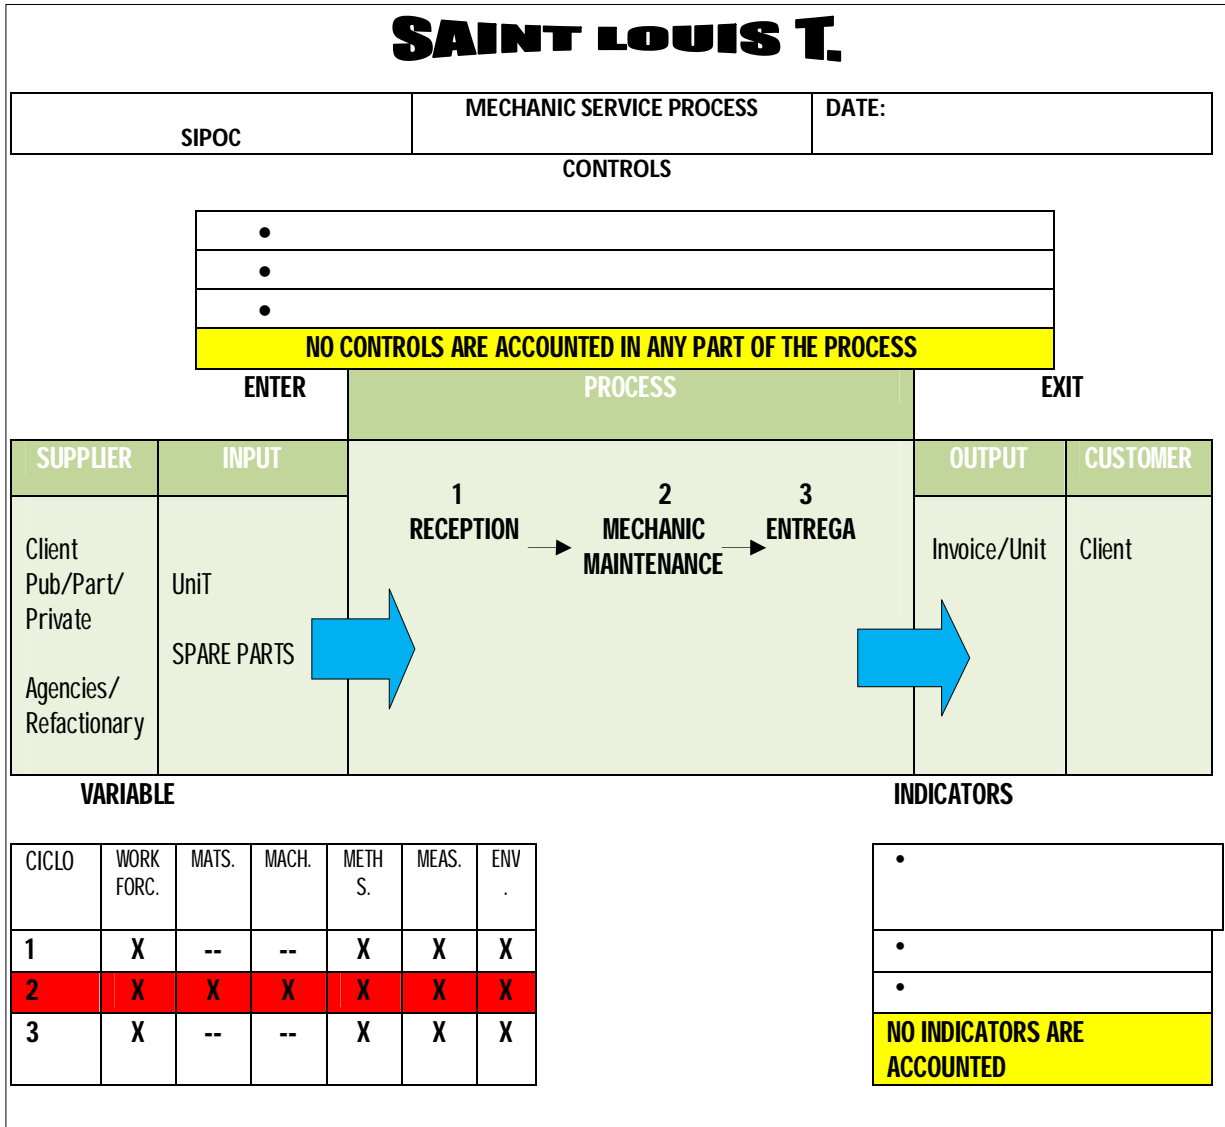 SAINT LOUIS T.
SIPOC
MECHANIC SERVICE PROCESS
DATE:
CONTROLS
•
•
•
NO CONTROLS ARE ACCOUNTED IN ANY PART OF THE PROCESS
ENTER
PROCESS
EXIT
SUPPLIER
INPUT
OUTPUT
CUSTOMER
Client
Pub/Part/
Private
Agencies/
Refactionary
UniT
SPARE PARTS
1
RECEPTION
2
MECHANIC
MAINTENANCE
3
ENTREGA
Invoice/Unit
Client
VARIABLE
INDICATORS
CICLO
WORK
FORC.
MATS.
MACH.
METH
S.
MEAS.
ENV
.
1 X -- -- X X X
2 X X X X X X
3 X -- -- X X X
•
•
•
NO INDICATORS ARE
ACCOUNTED